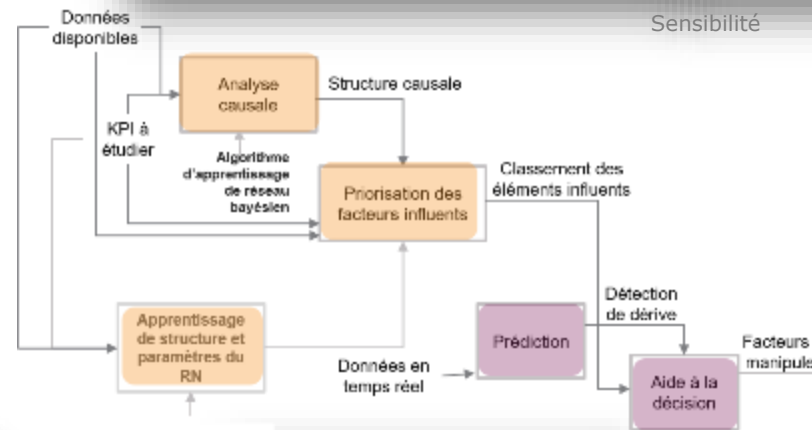 Données
disponibles
Sensibilité
Analyse
causale
Structure causale
KPI à
étudier
Algorithme
d'apprentissage
de réseau
bayésien
Priorisation des
facteurs influents
Classement des
éléments influents
Apprentissage
de structure et
paramètres du
RN
Détection
de dérive
Prédiction
Données en
temps réel
Facteurs
manipule
Aide à la
décision